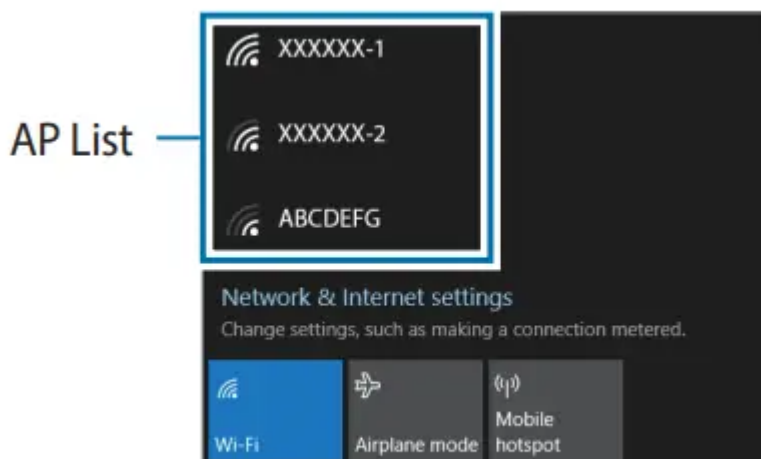 XXXXXX-1
AP List
XXXXXX-2
ABCDEFG
Network & Internet settings
Change settings, such as making a connection metered.
Wi-Fi
Airplane mode
Mobile
hotspot